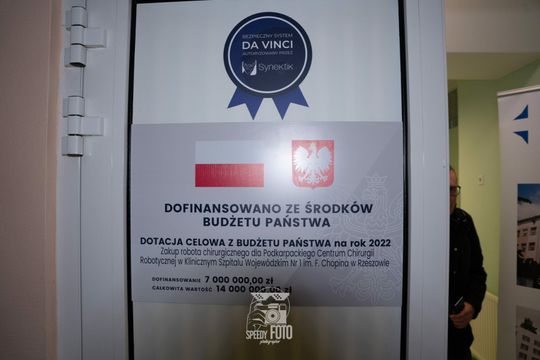 BEZPIECZNY SYSTEM
DA VINCI
AUTORYZOWANY PRZEZ
Synektik
DOFINANSOWANO ZE ŚRODKÓW
BUDŻETU PAŃSTWA
DOTACJA CELOWA Z BUDŻETU PAŃSTWA na rok 2022
Zakup robota chirurgicznego dla Podkarpackiego Centrum Chirurgii
Robotycznej w Klinicznym Szpitalu Wojewódzkim Nr 1 im. F. Chopina w Rzeszowie
DOFINANSOWANIE 7 000 000,00 zł
CAŁKOWITA WARTOŚĆ 14 000 000,00 zł
SPEEDY FOTO
photographer